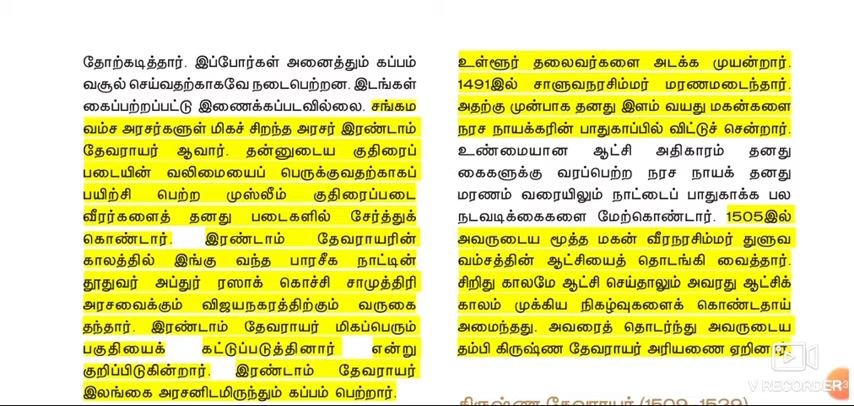 தோற்கடித்தார். இப்போர்கள் அனைத்தும் கப்பம்
வசூல் செய்வதற்காகவே நடைபெற்றன. இடங்கள்
கைப்பற்றப்பட்டு இணைக்கப்படவில்லை. சங்கம
வம்ச அரசர்களுள் மிகச் சிறந்த அரசர் இரண்டாம்
தேவராயர் ஆவார். தன்னுடைய குதிரைப்
படையின் வலிமையைப் பெருக்குவதற்காகப்
பயிற்சி பெற்ற முஸ்லீம் குதிரைப்படை
வீரர்களைத் தனது படைகளில் சேர்த்துக்
கொண்டார். இரண்டாம் தேவராயரின்
காலத்தில் இங்கு வந்த பாரசீக நாட்டின்
தூதுவர் அப்துர் ரஸாக் கொச்சி சாமுத்திரி
அரசவைக்கும் விஜயநகரத்திற்கும் வருகை
தந்தார். இரண்டாம் தேவராயர் மிகப்பெரும்
பகுதியைக் கட்டுப்படுத்தினார் என்று
குறிப்பிடுகின்றார். இரண்டாம் தேவராயர்
இலங்கை அரசனிடமிருந்தும் கப்பம் பெற்றார்.
உள்ளூர் தலைவர்களை அடக்க முயன்றார்.
1491இல் சாளுவநரசிம்மர் மரணமடைந்தார்.
அதற்கு முன்பாக தனது இளம் வயது மகன்களை
நரச நாயக்கரின் பாதுகாப்பில் விட்டுச் சென்றார்.
உண்மையான ஆட்சி அதிகாரம் தனது
கைகளுக்கு வரப்பெற்ற நரச நாயக் தனது
மரணம் வரையிலும் நாட்டைப் பாதுகாக்க பல
நடவடிக்கைகளை மேற்கொண்டார். 1505இல்
அவருடைய மூத்த மகன் வீரநரசிம்மர் துளுவ
வம்சத்தின் ஆட்சியைத் தொடங்கி வைத்தார்.
சிறிது காலமே ஆட்சி செய்தாலும் அவரது ஆட்சிக்
காலம் முக்கிய நிகழ்வுகளைக் கொண்டதாய்
அமைந்தது. அவரைத் தொடர்ந்து அவருடைய
தம்பி கிருஷ்ண தேவராயர் அரியணை ஏறினார்.
கிருஷ்ண தேவராயர் (1509–1529)
V RECORDER